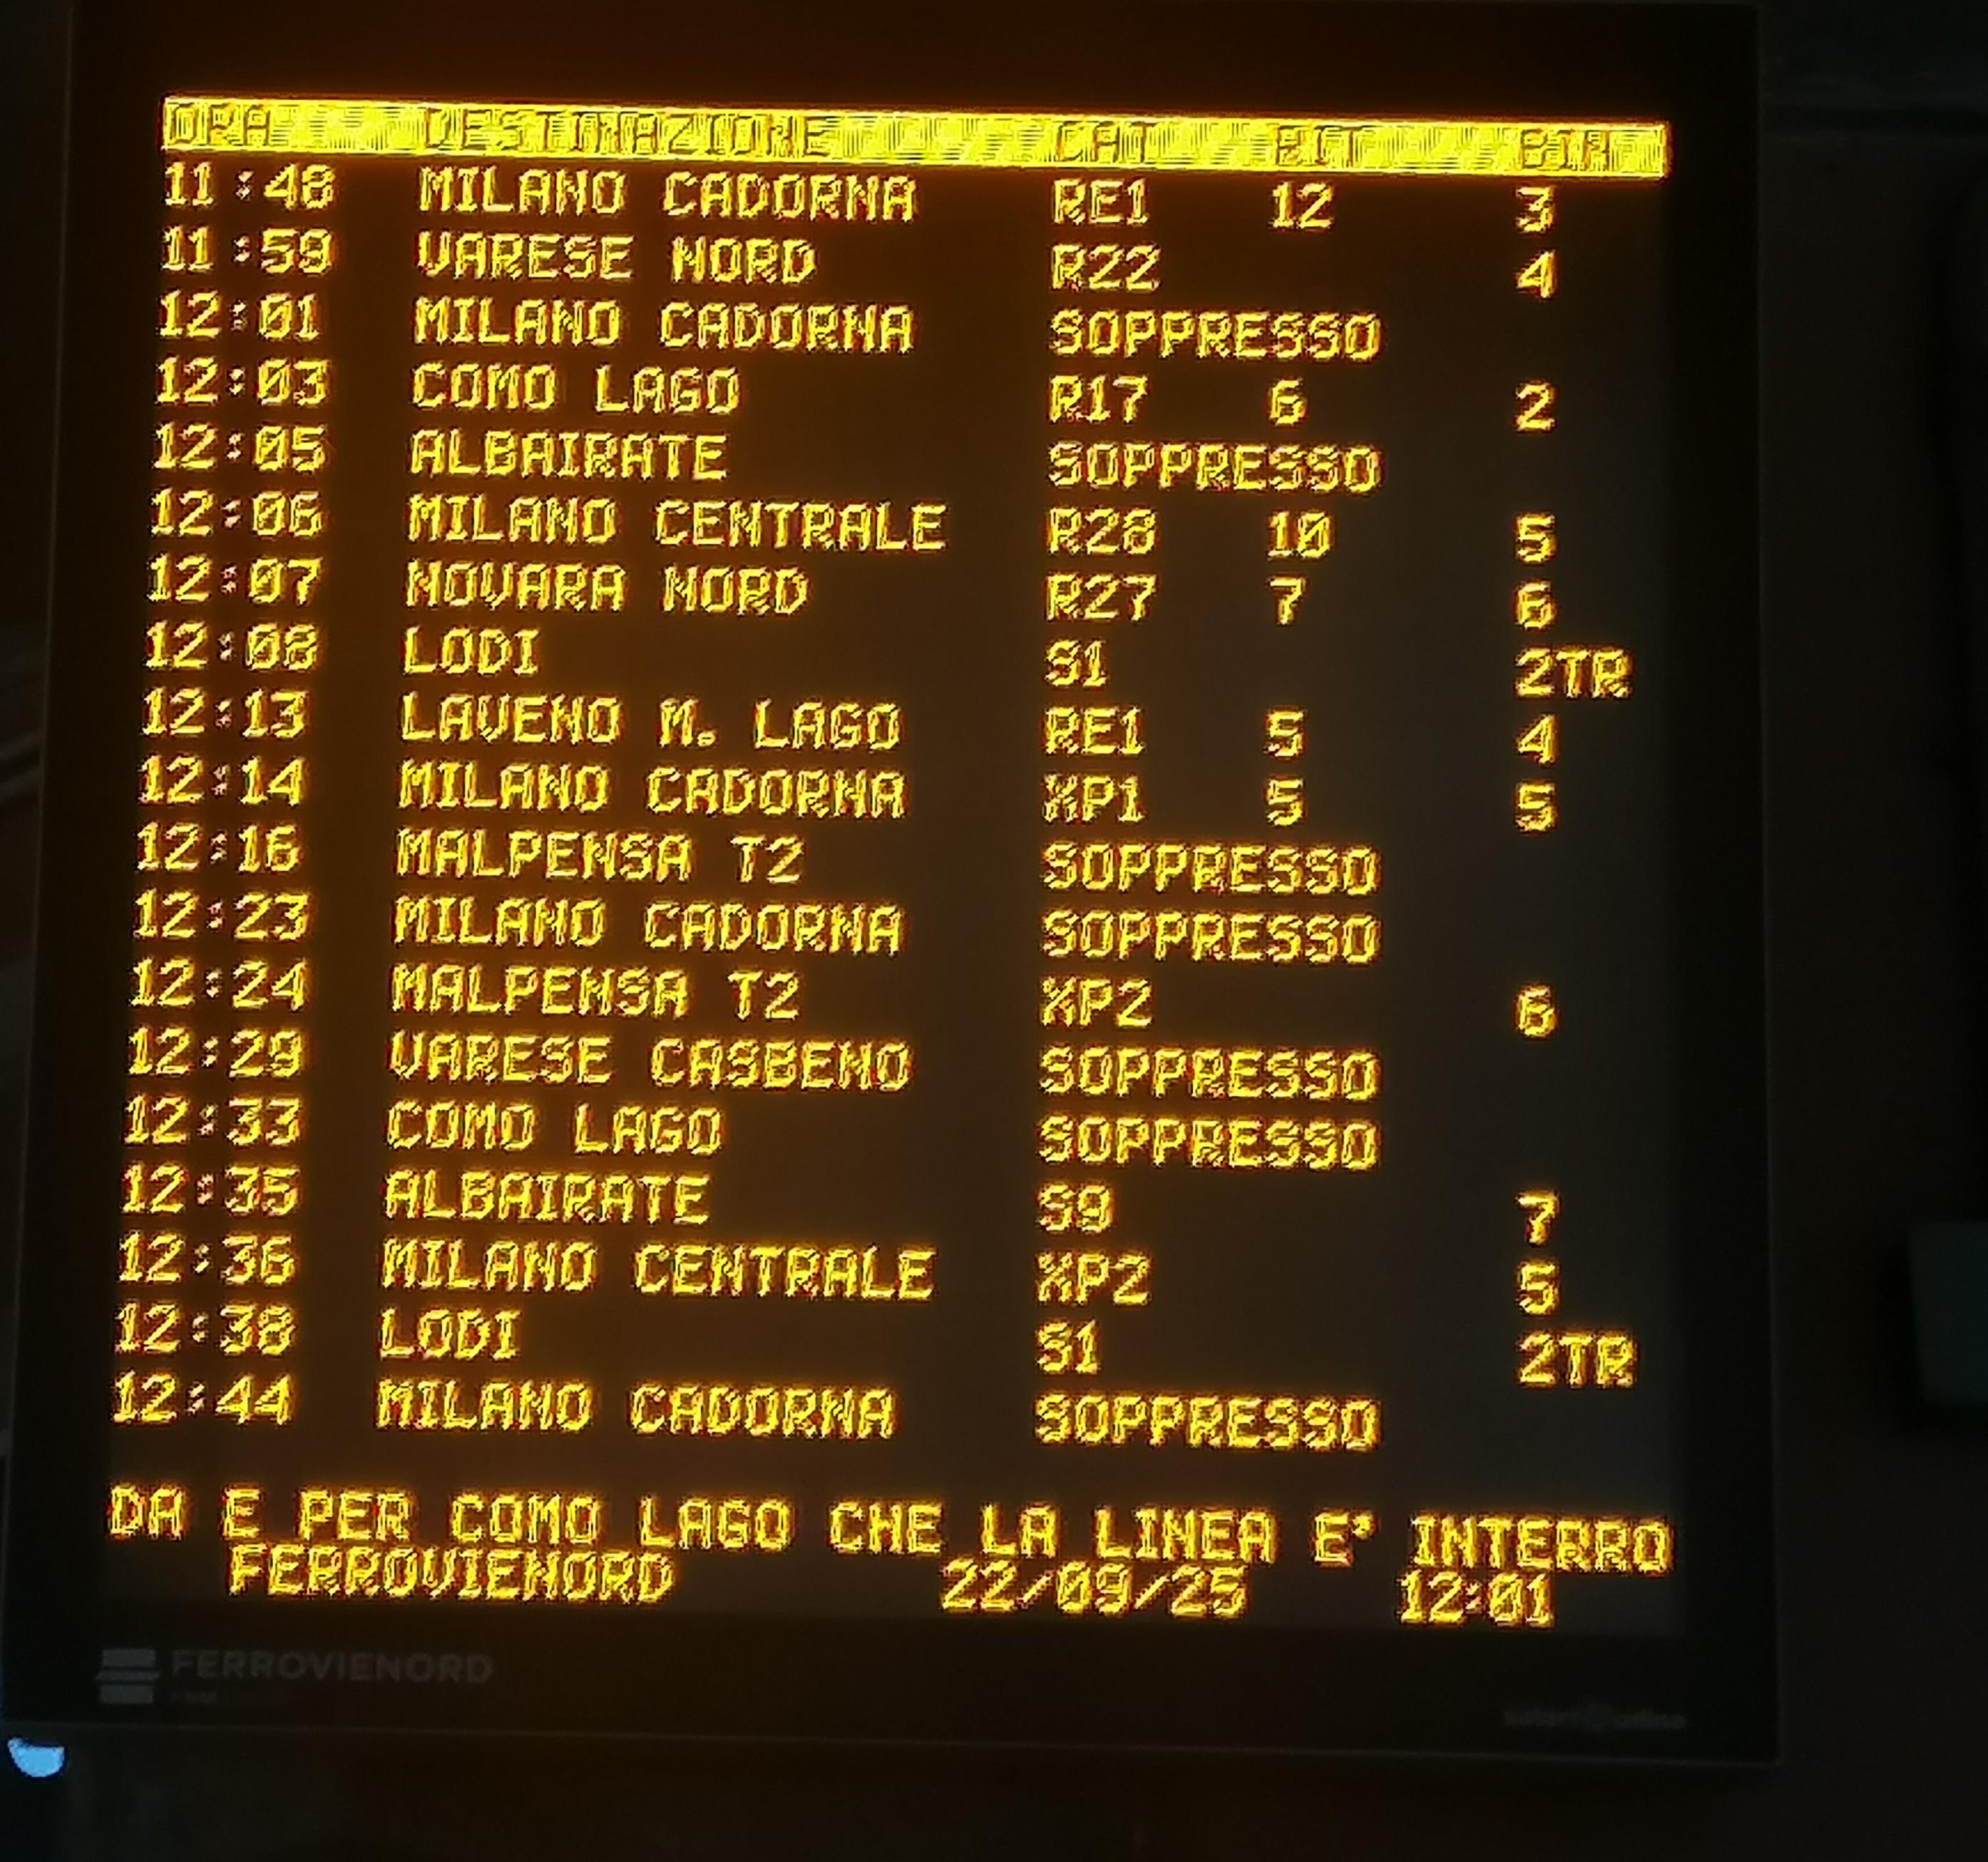 ORA DESTINAZIONE CAT RIT BIN
11:48 MILANO CADORNA RE1 12 3
11:59 VARESE NORD R22 4
12:01 MILANO CADORNA SOPPRESSO
12:03 COMO LAGO R17 6 2
12:05 ALBAIRATE SOPPRESSO
12:06 MILANO CENTRALE R28 10 5
12:07 NOVARA NORD R27 7 6
12:08 LODI S1 2TR
12:13 LAVENO M. LAGO RE1 5 4
12:14 MILANO CADORNA XP1 5 5
12:16 MALPENSA T2 SOPPRESSO
12:23 MILANO CADORNA SOPPRESSO
12:24 MALPENSA T2 XP2 6
12:29 VARESE CASBENO SOPPRESSO
12:33 COMO LAGO SOPPRESSO
12:35 ALBAIRATE S9 7
12:36 MILANO CENTRALE XP2 5
12:38 LODI S1 2TR
12:44 MILANO CADORNA SOPPRESSO
DA E PER COMO LAGO CHE LA LINEA E' INTERRO
FERROVIENORD 22/09/25 12:01
FERROVIENORD